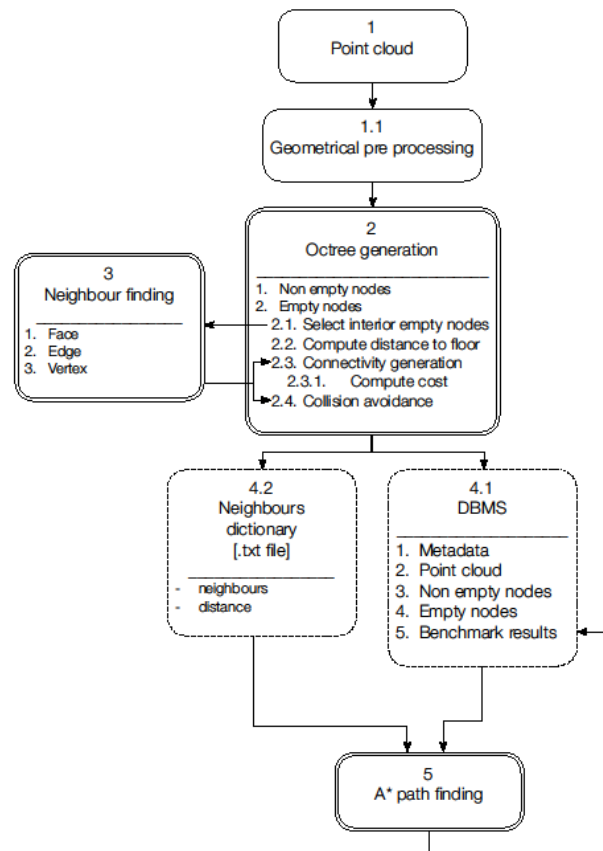 1
Point cloud
1.1
Geometrical pre processing
2
Octree generation
1. Non empty nodes
2. Empty nodes
2.1. Select interior empty nodes
2.2. Compute distance to floor
2.3. Connectivity generation
2.3.1. Compute cost
2.4. Collision avoidance
3
Neighbour finding
1. Face
2. Edge
3. Vertex
4.2
Neighbours
dictionary
[.txt file]
- neighbours
- distance
4.1
DBMS
1. Metadata
2. Point cloud
3. Non empty nodes
4. Empty nodes
5. Benchmark results
5
A* path finding